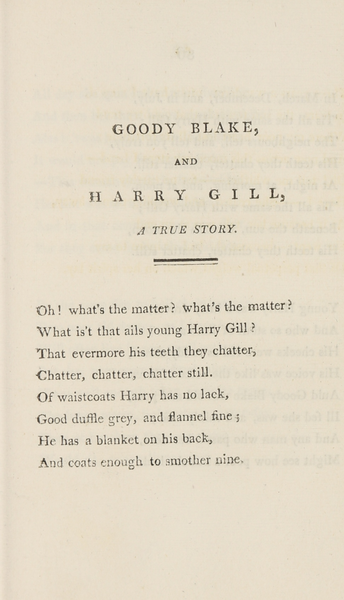 GOODY BLAKE,
AND
HARRY GILL,
A TRUE STORY.
Oh! what's the matter? what's the matter?
What is't that ails young Harry Gill?
That evermore his teeth they chatter,
Chatter, chatter, chatter still.
Of waistcoats Harry has no lack,
Good duffle grey, and flannel fine;
He has a blanket on his back,
And coats enough to smother nine.